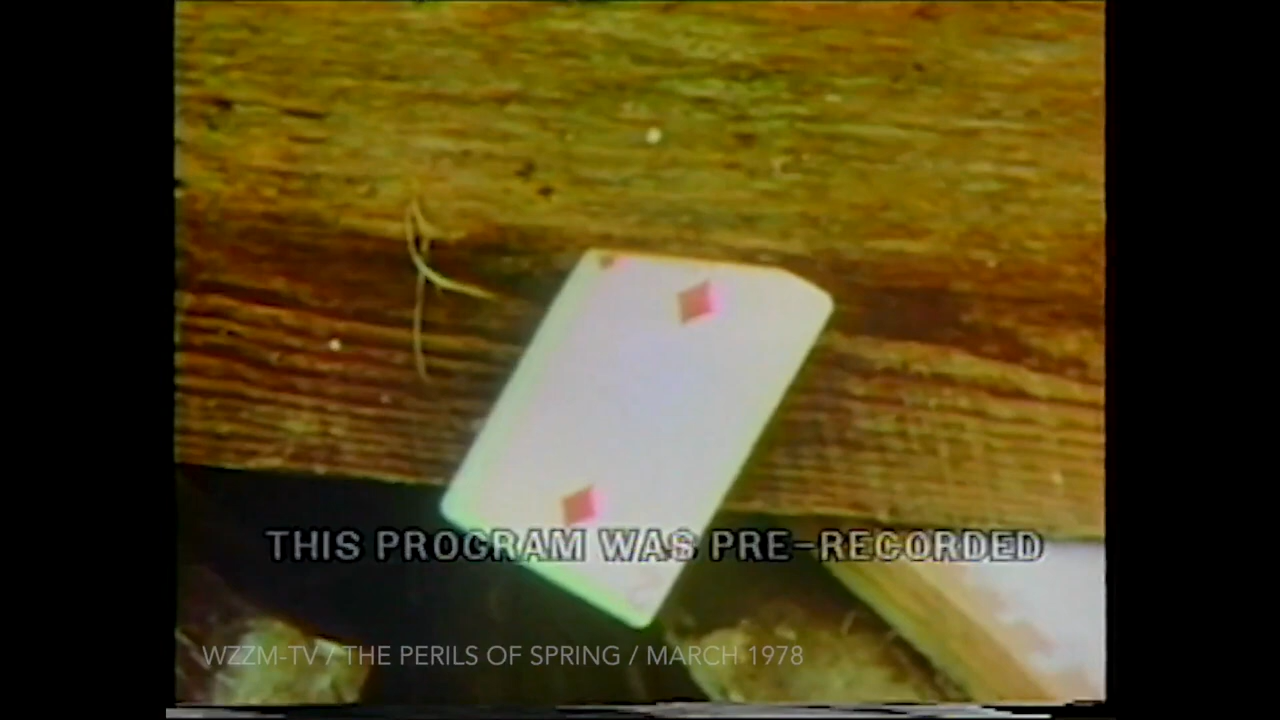 THIS PROGRAM WAS PRE-RECORDED
WZZM-TV / THE PERILS OF SPRING / MARCH 1978